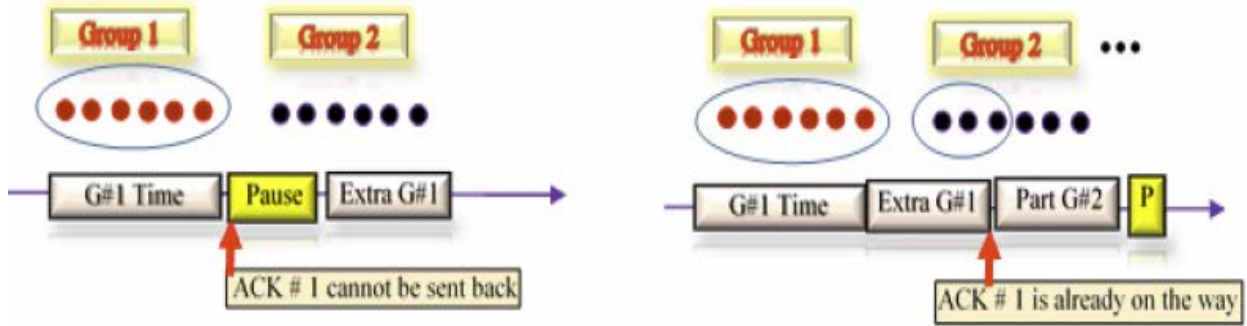 Group 1
Group 2
G#1 Time
Pause
Extra G#1
ACK # 1 cannot be sent back
Group 1
Group 2
•••
G#1 Time
Extra G#1
Part G#2
P
ACK # 1 is already on the way